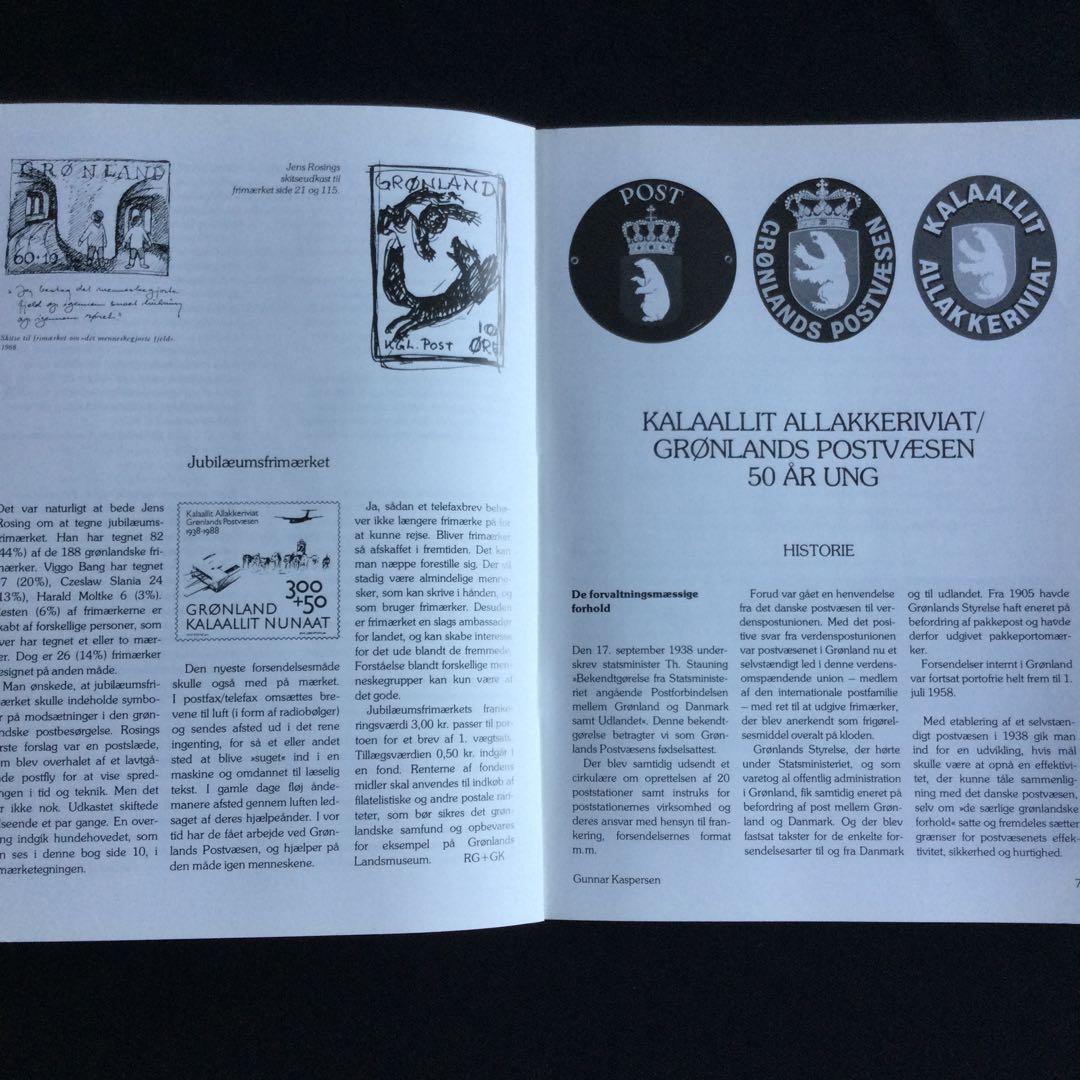 GRØNLAND
60+10
Skitse til frimærket om »det menneskegjorte fjeld« 1968.
Jens Rosings
skitseudkast til
frimærket side 21 og 115.
GRØNLAND
10
ØRE
KGL. POST
Jubilæumsfrimærket
Det var naturligt at bede Jens
Rosing om at tegne jubilæums-
frimærket. Han har tegnet 82
44%) af de 188 grønlandske fri-
mærker. Viggo Bang har tegnet
7 (20%), Czeslaw Slania 24
13%), Harald Moltke 6 (3%).
Resten (6%) af frimærkerne er
skabt af forskellige personer, som
ver har tegnet et eller to mær-
er. Dog er 26 (14%) frimærker
esignet på anden måde.
Man ønskede, at jubilæumsfri-
mærket skulle indeholde symbo-
r på modsætninger i den grøn-
ndske postbesørgelse. Rosings
rste forslag var en postslæde,
m blev overhalet af et lavtgå-
nde postfly for at vise spred-
ngen i tid og teknik. Men det
r ikke nok. Udkastet skiftede
lseende et par gange. En over-
ng indgik hundehovedet, som
n ses i denne bog side 10, i
mærketegningen.
Kalaallit Allakkeriviat
Grønlands Postvæsen
1938-1988
300
+50
GRØNLAND
KALAALLIT NUNAAT
Den nyeste forsendelsesmåde
skulle også med på mærket.
I postfax/telefax omsættes bre-
vene til luft (i form af radiobølger)
og sendes afsted ud i det rene
ingenting, for så et eller andet
sted at blive »suget« ind i en
maskine og omdannet til læselig
tekst. I gamle dage fløj ånde-
manere afsted gennem luften led-
saget af deres hjælpeånder. I vor
tid har de fået arbejde ved Grøn-
lands Postvæsen, og hjælper på
den måde igen menneskene.
Ja, sådan et telefaxbrev behø-
ver ikke længere frimærke på for
at kunne rejse. Bliver frimærker
så afskaffet i fremtiden. Det kan
man næppe forestille sig. Der vil
stadig være almindelige menne-
sker, som kan skrive i hånden, og
som bruger frimærker. Desuden
er frimærket en slags ambassadør
for landet, og kan skabe interesse
for det ude blandt de fremmede.
Forståelse blandt forskellige men-
neskegrupper kan kun være af
det gode.
Jubilæumsfrimærkets franke-
ringsværdi 3,00 kr. passer til por-
toen for et brev af 1. vægtsats.
Tillægsværdien 0,50 kr. indgår i
en fond. Renterne af fondens
midler skal anvendes til indkøb af
filatelistiske og andre postale rari-
teter, som bør sikres det grøn-
landske samfund og opbevares
for eksempel på Grønlands
Landsmuseum. RG+GK
POST
GRØNLANDS POSTVÆSEN
KALAALLIT
ALLAKKERIVIAT
KALAALLIT ALLAKKERIVIAT/
GRØNLANDS POSTVÆSEN
50 ÅR UNG
HISTORIE
De forvaltningsmæssige
forhold
Den 17. september 1938 under-
skrev statsminister Th. Stauning
»Bekendtgørelse fra Statsministe-
riet angående Postforbindelsen
mellem Grønland og Danmark
samt Udlandet«. Denne bekendt-
gørelse betragter vi som Grøn-
lands Postvæsens fødselsattest.
Der blev samtidig udsendt et
cirkulære om oprettelsen af 20
poststationer samt instruks for
poststationernes virksomhed og
deres ansvar med hensyn til fran-
kering, forsendelsernes format
m.m.
Forud var gået en henvendelse
fra det danske postvæsen til ver-
denspostunionen. Med det posi-
tive svar fra verdenspostunionen
var postvæsenet i Grønland nu et
selvstændigt led i denne verdens-
omspændende union – medlem
af den internationale postfamilie
– med ret til at udgive frimærker,
der blev anerkendt som frigørel-
sesmiddel overalt på kloden.
Grønlands Styrelse, der hørte
under Statsministeriet, og som
varetog al offentlig administration
i Grønland, fik samtidig eneret på
befordring af post mellem Grøn-
land og Danmark. Og der blev
fastsat takster for de enkelte for-
sendelsesarter til og fra Danmark
og til udlandet. Fra 1905 havde
Grønlands Styrelse haft eneret på
befordring af pakkepost og havde
derfor udgivet pakkeportomær-
ker.
Forsendelser internt i Grønland
var fortsat portofrie helt frem til 1.
juli 1958.
Med etablering af et selvstæn-
digt postvæsen i 1938 gik man
ind for en udvikling, hvis mål
skulle være at opnå en effektivi-
tet, der kunne tåle sammenlig-
ning med det danske postvæsen,
selv om »de særlige grønlandske
forhold« satte og fremdeles sætter
grænser for postvæsenets effek-
tivitet, sikkerhed og hurtighed.
Gunnar Kaspersen
7